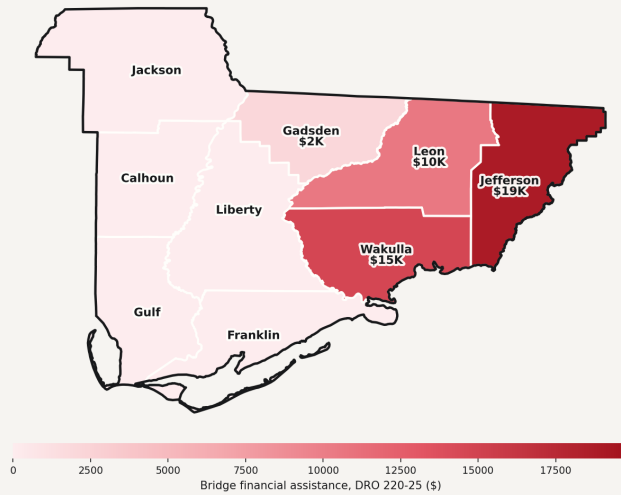 Jackson
Gadsden
$2K
Leon
$10K
Calhoun
Jefferson
$19K
Liberty
Wakulla
$15K
Gulf
Franklin
0 2500 5000 7500 10000 12500 15000 17500
Bridge financial assistance, DRO 220-25 ($)